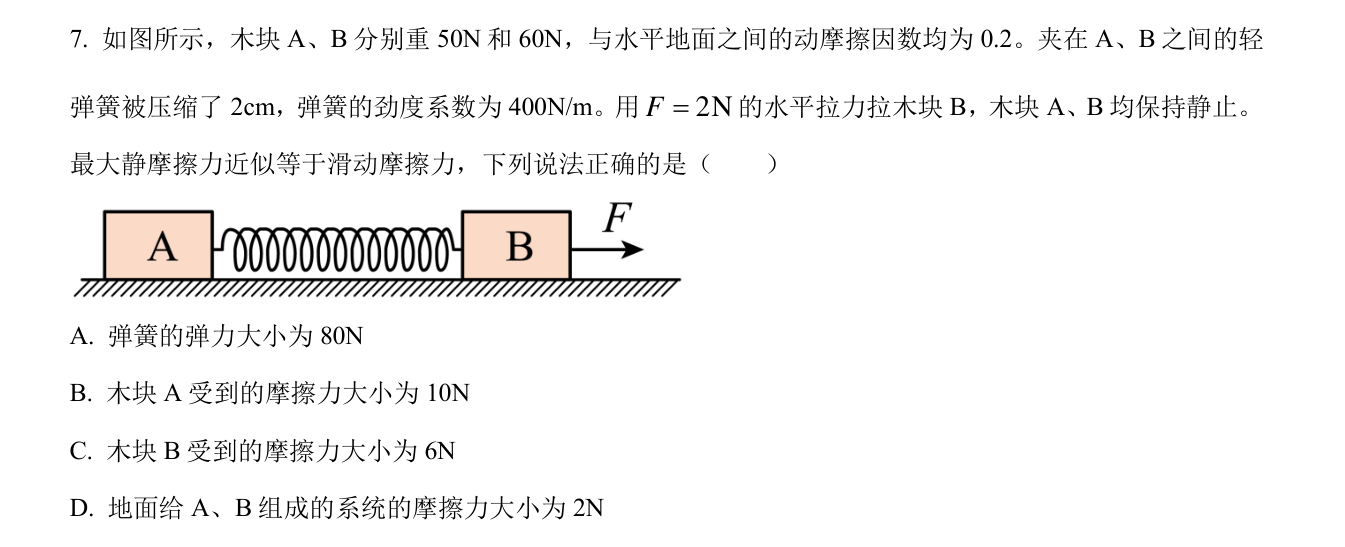 7. 如图所示，木块 A、B 分别重 50N 和 60N，与水平地面之间的动摩擦因数均为 0.2。夹在 A、B 之间的轻
弹簧被压缩了 2cm，弹簧的劲度系数为 400N/m。用 F = 2N 的水平拉力拉木块 B，木块 A、B 均保持静止。
最大静摩擦力近似等于滑动摩擦力，下列说法正确的是（　　）
F
A B
A. 弹簧的弹力大小为 80N
B. 木块 A 受到的摩擦力大小为 10N
C. 木块 B 受到的摩擦力大小为 6N
D. 地面给 A、B 组成的系统的摩擦力大小为 2N